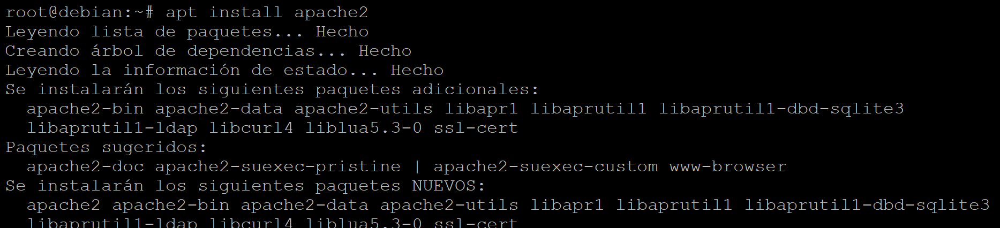 root@debian:~# apt install apache2
Leyendo lista de paquetes... Hecho
Creando árbol de dependencias... Hecho
Leyendo la información de estado... Hecho
Se instalarán los siguientes paquetes adicionales:
  apache2-bin apache2-data apache2-utils libapr1 libaprutil1 libaprutil1-dbd-sqlite3
  libaprutil1-ldap libcurl4 liblua5.3-0 ssl-cert
Paquetes sugeridos:
  apache2-doc apache2-suexec-pristine | apache2-suexec-custom www-browser
Se instalarán los siguientes paquetes NUEVOS:
  apache2 apache2-bin apache2-data apache2-utils libapr1 libaprutil1 libaprutil1-dbd-sqlite3
  libaprutil1-ldap libcurl4 liblua5.3-0 ssl-cert